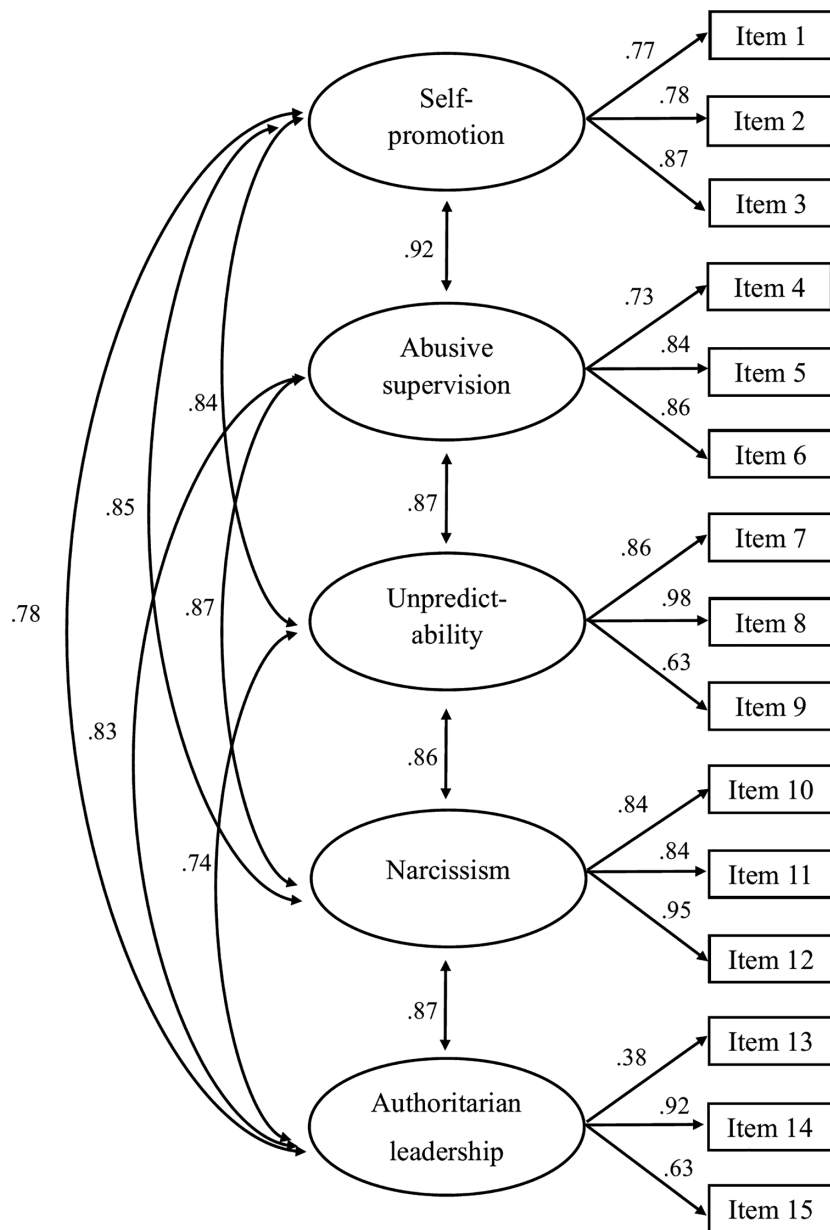 Item 1
.77
Self-
promotion
.78
Item 2
.87
Item 3
.92
Item 4
.73
Abusive
supervision
.84
Item 5
.84
.86
Item 6
.85
.87
Item 7
.86
Unpredict-
ability
.98
Item 8
.87
.78
.63
Item 9
.83
.86
Item 10
.84
Narcissism
.84
Item 11
.74
.95
Item 12
.87
Item 13
.38
Authoritarian
leadership
.92
Item 14
.63
Item 15